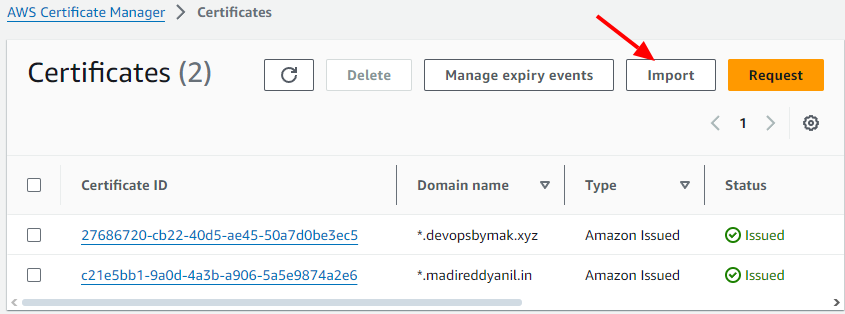 AWS Certificate Manager > Certificates
Certificates (2)
Delete
Manage expiry events
Import
Request
1
Certificate ID Domain name Type Status
27686720-cb22-40d5-ae45-50a7d0be3ec5 *.devopsbymak.xyz Amazon Issued Issued
c21e5bb1-9a0d-4a3b-a906-5a5e9874a2e6 *.madireddyanil.in Amazon Issued Issued